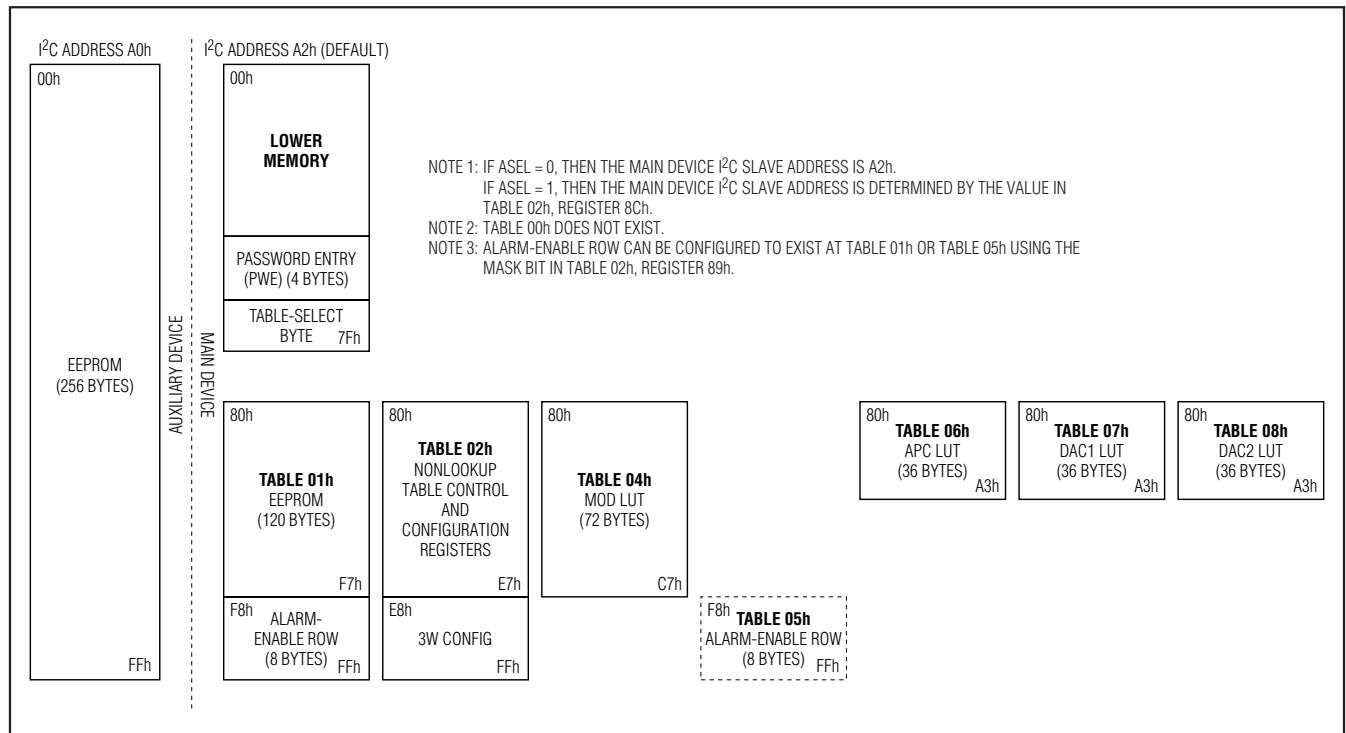 I2C ADDRESS A0h
00h
EEPROM
(256 BYTES)
FFh
AUXILIARY DEVICE
MAIN DEVICE
I2C ADDRESS A2h (DEFAULT)
00h
LOWER
MEMORY
PASSWORD ENTRY
(PWE) (4 BYTES)
TABLE-SELECT
BYTE
7Fh
NOTE 1: IF ASEL = 0, THEN THE MAIN DEVICE I2C SLAVE ADDRESS IS A2h.
IF ASEL = 1, THEN THE MAIN DEVICE I2C SLAVE ADDRESS IS DETERMINED BY THE VALUE IN
TABLE 02h, REGISTER 8Ch.
NOTE 2: TABLE 00h DOES NOT EXIST.
NOTE 3: ALARM-ENABLE ROW CAN BE CONFIGURED TO EXIST AT TABLE 01h OR TABLE 05h USING THE
MASK BIT IN TABLE 02h, REGISTER 89h.
80h
TABLE 01h
EEPROM
(120 BYTES)
F7h
F8h
ALARM-
ENABLE ROW
(8 BYTES)
FFh
80h
TABLE 02h
NONLOOKUP
TABLE CONTROL
AND
CONFIGURATION
REGISTERS
E7h
E8h
3W CONFIG
FFh
80h
TABLE 04h
MOD LUT
(72 BYTES)
C7h
F8h
TABLE 05h
ALARM-ENABLE ROW
(8 BYTES)
FFh
80h
TABLE 06h
APC LUT
(36 BYTES)
A3h
80h
TABLE 07h
DAC1 LUT
(36 BYTES)
A3h
80h
TABLE 08h
DAC2 LUT
(36 BYTES)
A3h